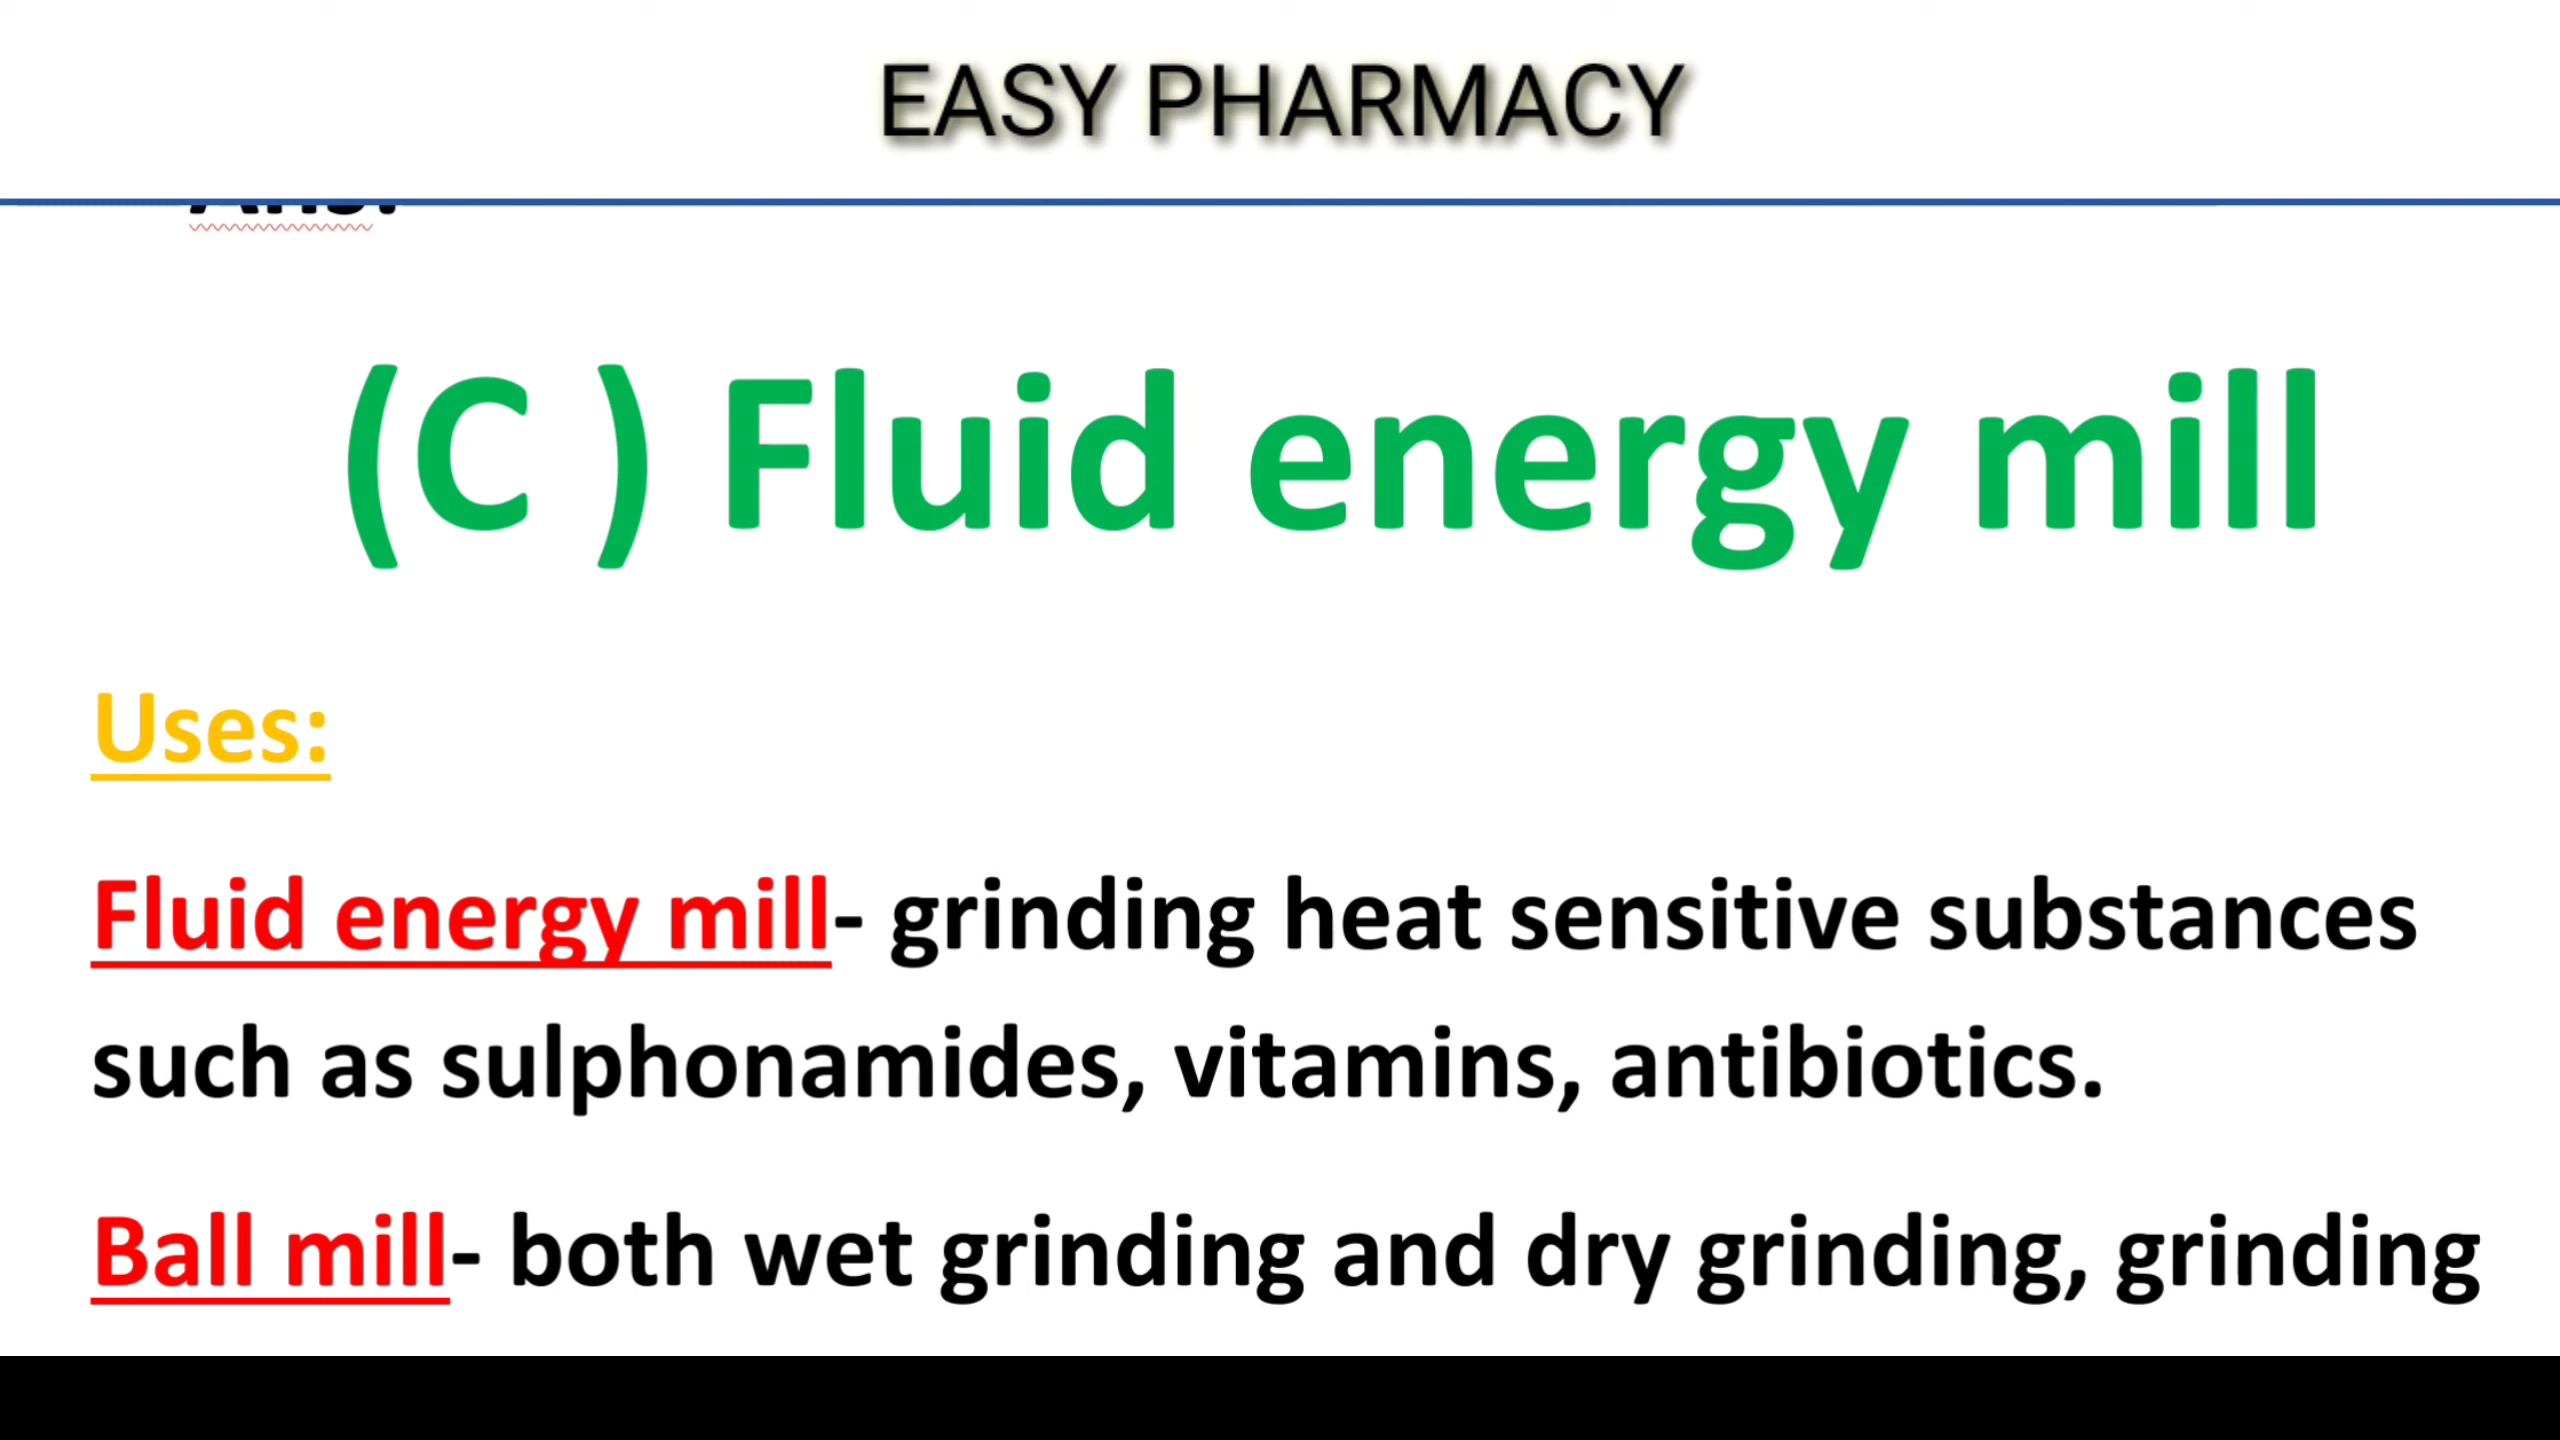 EASY PHARMACY
(C ) Fluid energy mill
Uses:
Fluid energy mill- grinding heat sensitive substances
such as sulphonamides, vitamins, antibiotics.
Ball mill- both wet grinding and dry grinding, grinding